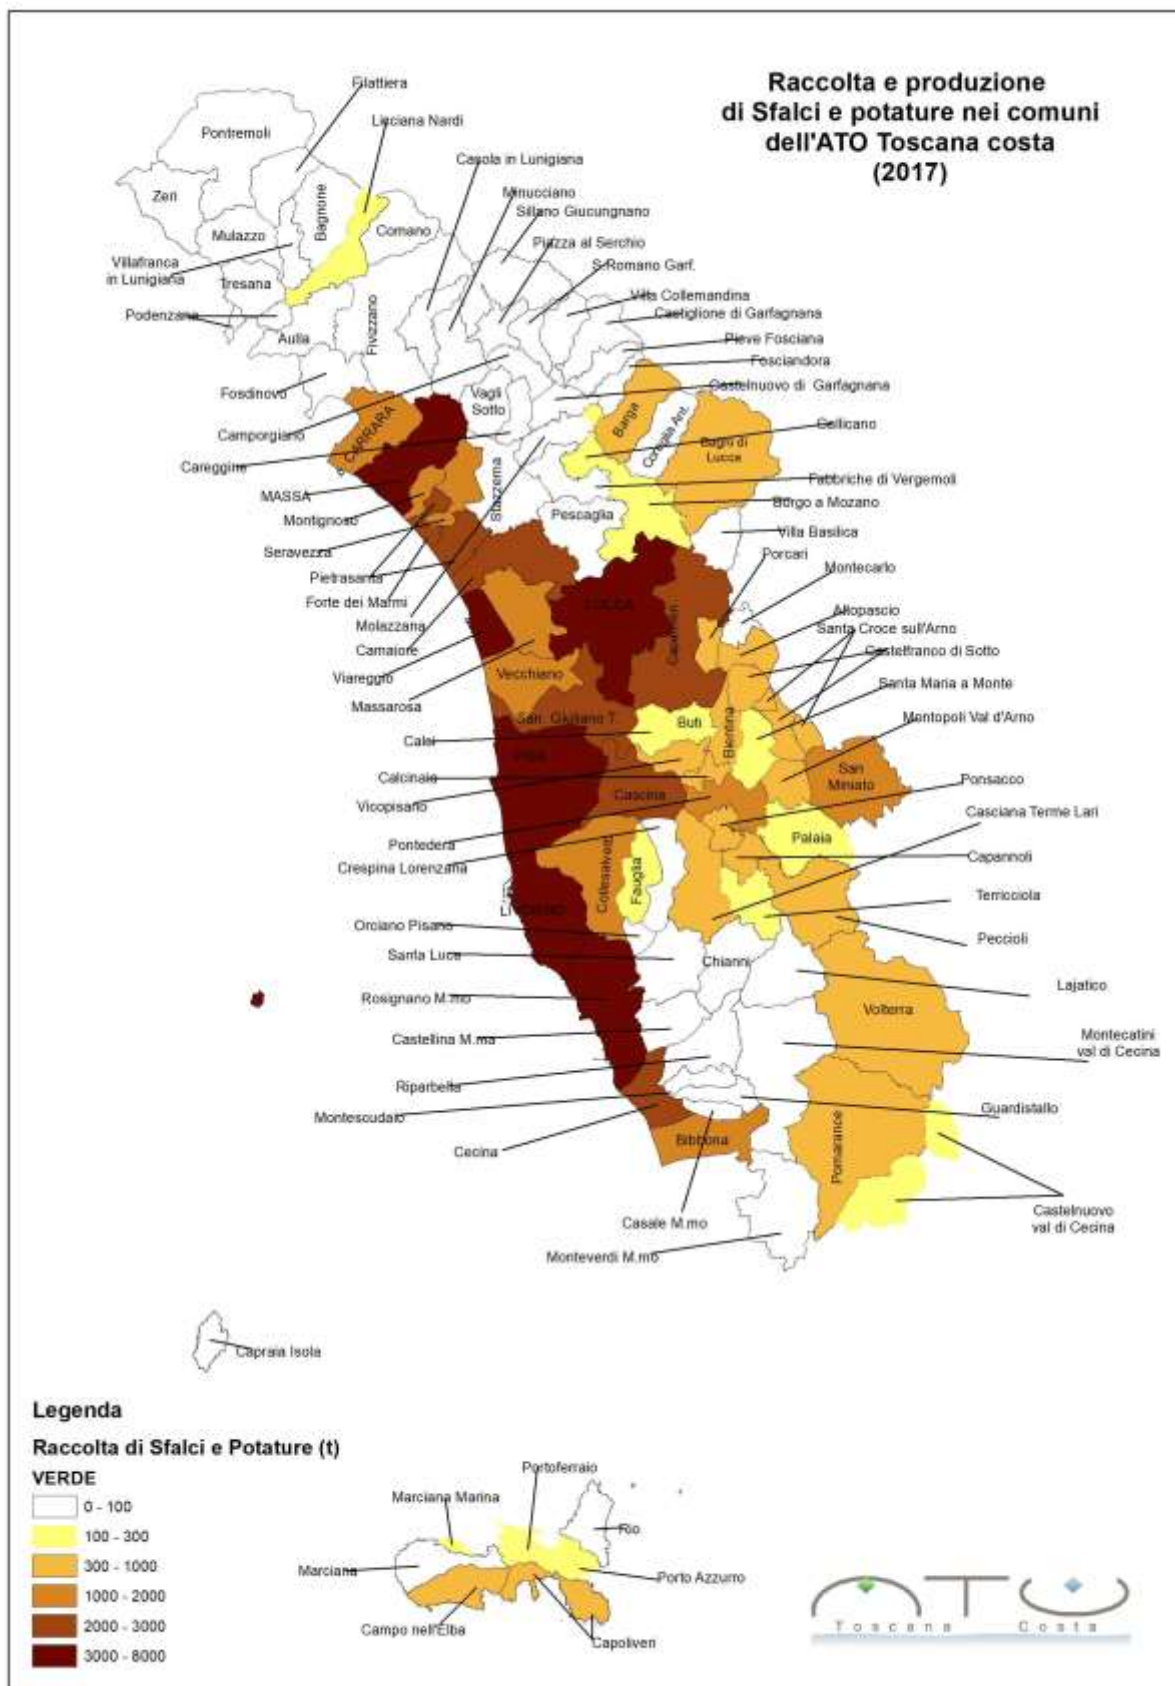 Raccolta e produzione
di Sfalci e potature nei comuni
dell'ATO Toscana costa
(2017)
Filattiera
Pontremoli
Licciana Nardi
Casola in Lunigiana
Zeri
Bagnone
Minucciano
Sillano Giucungnano
Mulazzo
Comano
Piazza al Serchio
Villafranca
in Lunigiana
S.Romano Garf.
Tresana
Villa Collemandina
Podenzana
Castiglione di Garfagnana
Aulla
Fivizzano
Pieve Fosciana
Fosciandora
Fosdinovo
Vagli
Sotto
Castelnuovo di Garfagnana
CARRARA
Barga
Coreglia Ant.
Gallicano
Camporgiano
Bagni di
Lucca
Careggine
Stazzema
Fabbriche di Vergemoli
MASSA
Borgo a Mozano
Montignoso
Pescaglia
Villa Basilica
Seravezza
Porcari
Pietrasanta
Montecarlo
Forte dei Marmi
LUCCA
Altopascio
Molazzana
Capannori
Santa Croce sull'Arno
Camaiore
Castelfranco di Sotto
Viareggio
Vecchiano
Santa Maria a Monte
Massarosa
San. Giuliano T.
Buti
Bientina
Montopoli Val d'Arno
Calci
PISA
San
Miniato
Calcinaia
Ponsacco
Vicopisano
Cascina
Casciana Terme Lari
Pontedera
Palaia
Crespina Lorenzana
Collesalvetti
Fauglia
Capannoli
Terricciola
LIVORNO
Orciano Pisano
Peccioli
Santa Luce
Chianni
Lajatico
Rosignano M.mo
Volterra
Castellina M.ma
Montecatini
val di Cecina
Riparbella
Guardistallo
Montescudaio
Cecina
Bibbona
Pomarance
Casale M.mo
Castelnuovo
val di Cecina
Monteverdi M.mo
Capraia Isola
Legenda
Raccolta di Sfalci e Potature (t)
VERDE
0 - 100
100 - 300
300 - 1000
1000 - 2000
2000 - 3000
3000 - 8000
Portoferraio
Marciana Marina
Rio
Marciana
Porto Azzurro
Campo nell'Elba
Capoliveri
ATO
Toscana Costa